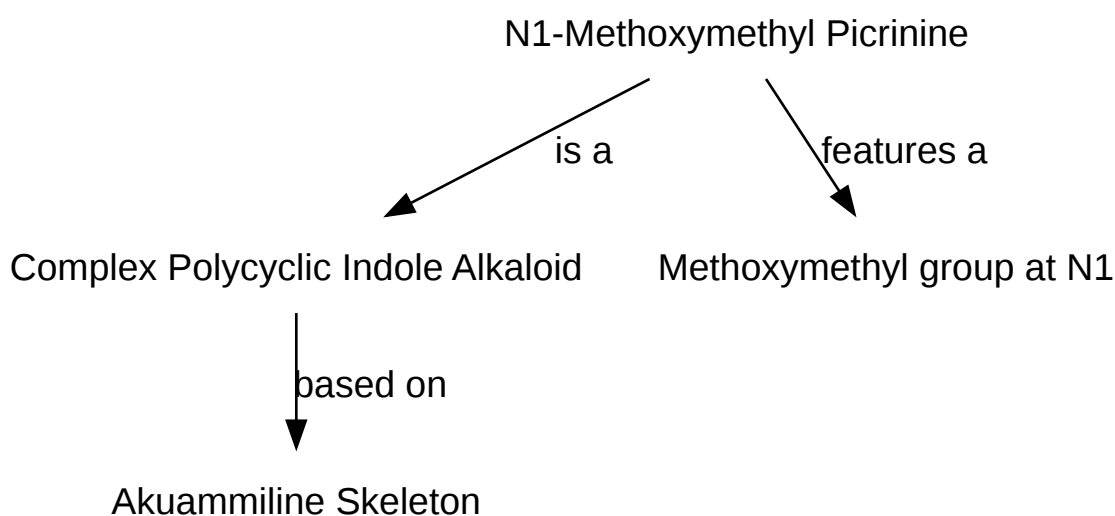 N1-Methoxymethyl Picrinine
is a
features a
Complex Polycyclic Indole Alkaloid
Methoxymethyl group at N1
based on
Akuammiline Skeleton